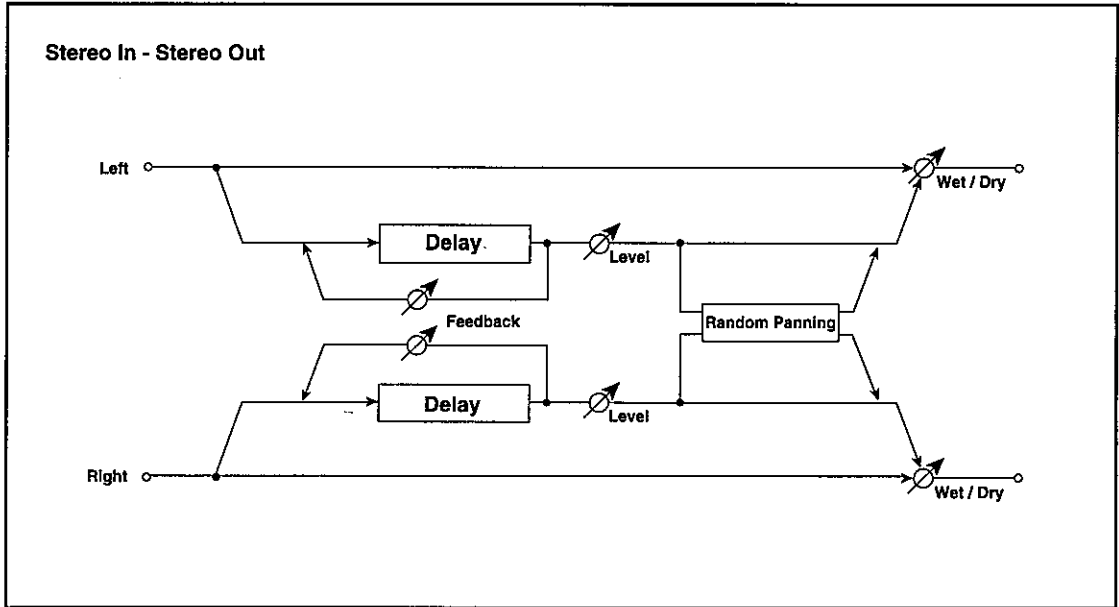 Stereo In - Stereo Out
Left
Wet / Dry
Delay
Level
Feedback
Random Panning
Delay
Level
Right
Wet / Dry